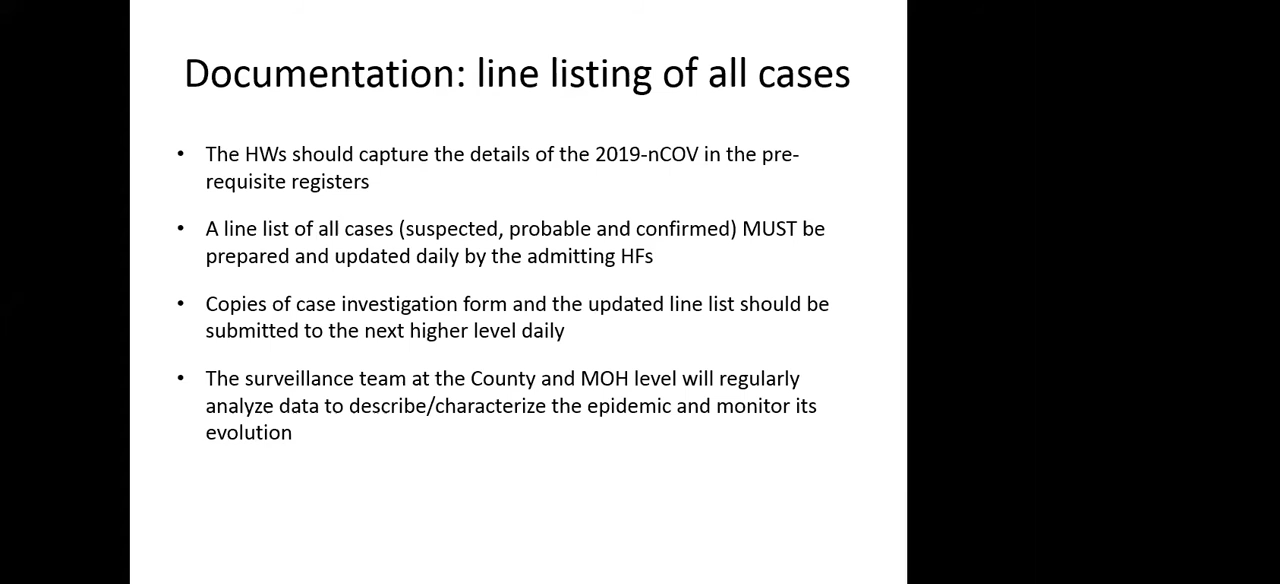 Documentation: line listing of all cases
• The HWs should capture the details of the 2019-nCOV in the pre-
requisite registers
• A line list of all cases (suspected, probable and confirmed) MUST be
prepared and updated daily by the admitting HFs
• Copies of case investigation form and the updated line list should be
submitted to the next higher level daily
• The surveillance team at the County and MOH level will regularly
analyze data to describe/characterize the epidemic and monitor its
evolution